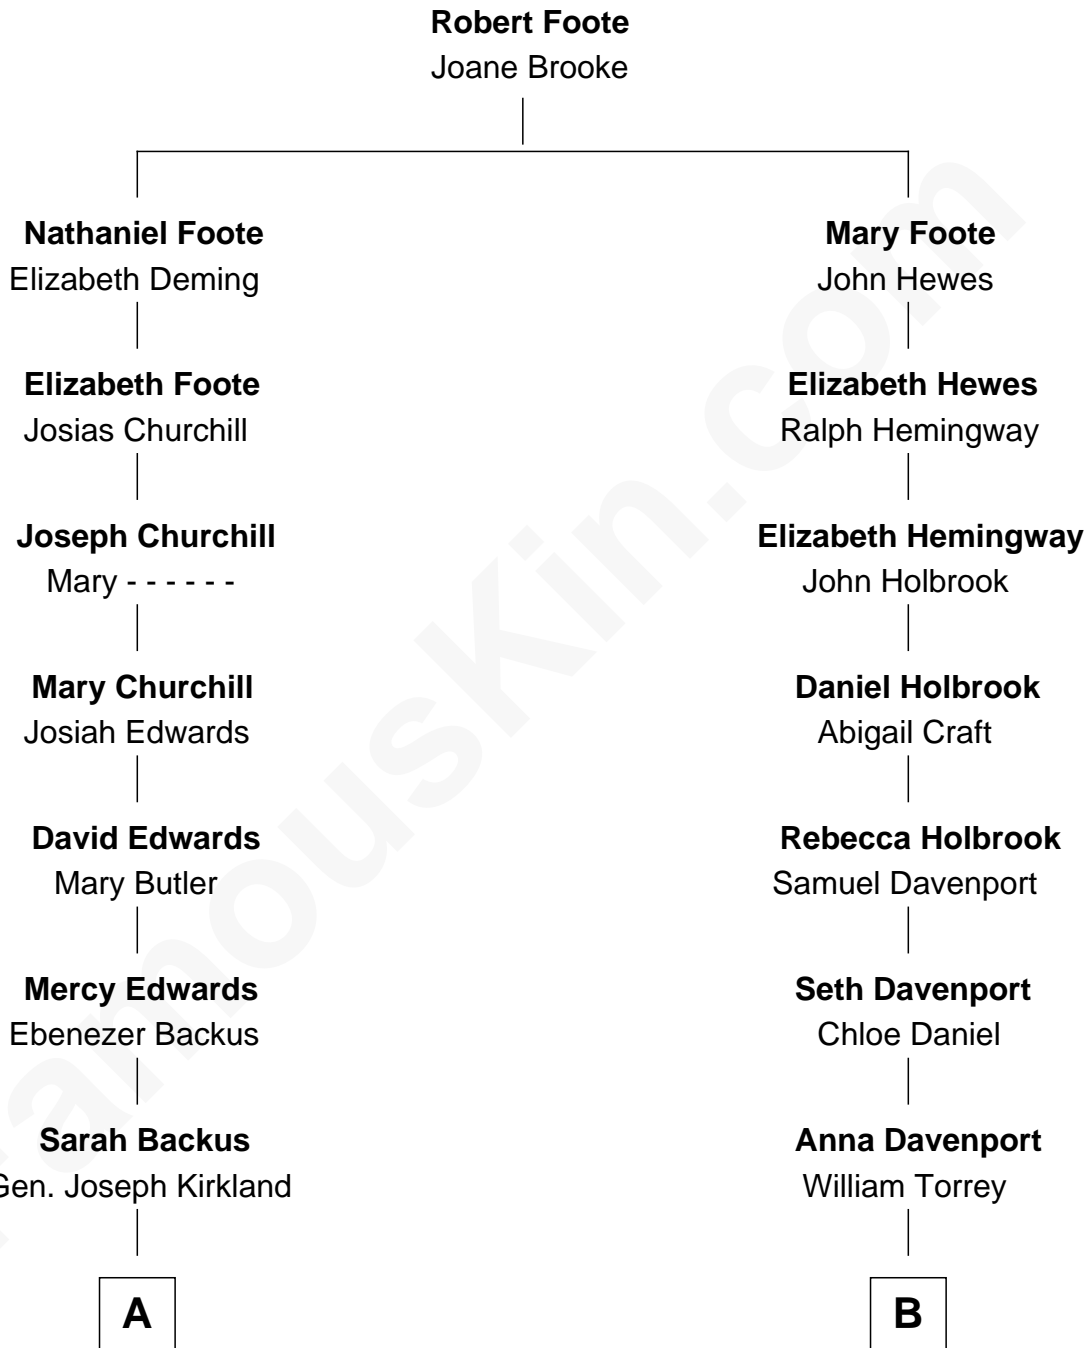 Robert Foote
Joane Brooke
Nathaniel Foote
Elizabeth Deming
Mary Foote
John Hewes
Elizabeth Foote
Josias Churchill
Elizabeth Hewes
Ralph Hemingway
Joseph Churchill
Mary - - - - - -
Elizabeth Hemingway
John Holbrook
Mary Churchill
Josiah Edwards
Daniel Holbrook
Abigail Craft
David Edwards
Mary Butler
Rebecca Holbrook
Samuel Davenport
Mercy Edwards
Ebenezer Backus
Seth Davenport
Chloe Daniel
Sarah Backus
Gen. Joseph Kirkland
Anna Davenport
William Torrey
A
B
FamousKin.com